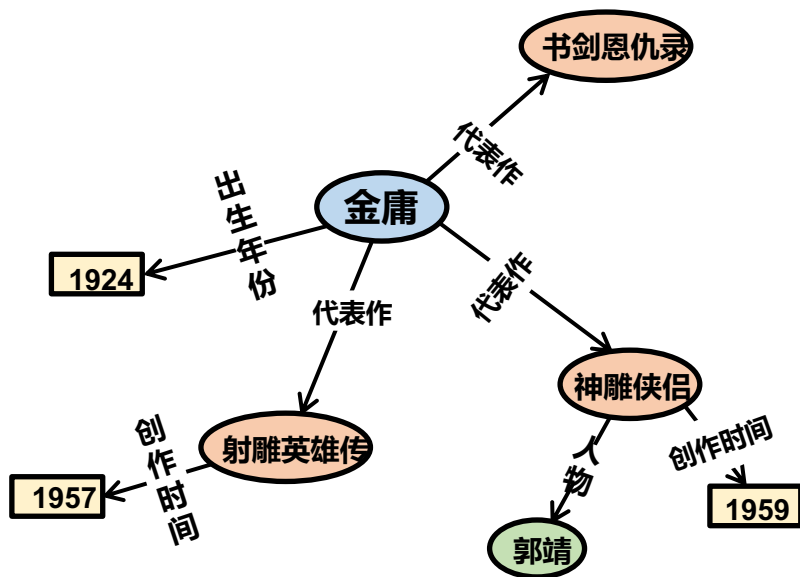 书剑恩仇录
代表作
金庸
出生年份
1924
代表作
代表作
神雕侠侣
射雕英雄传
创作时间
1957
人物
创作时间
1959
郭靖